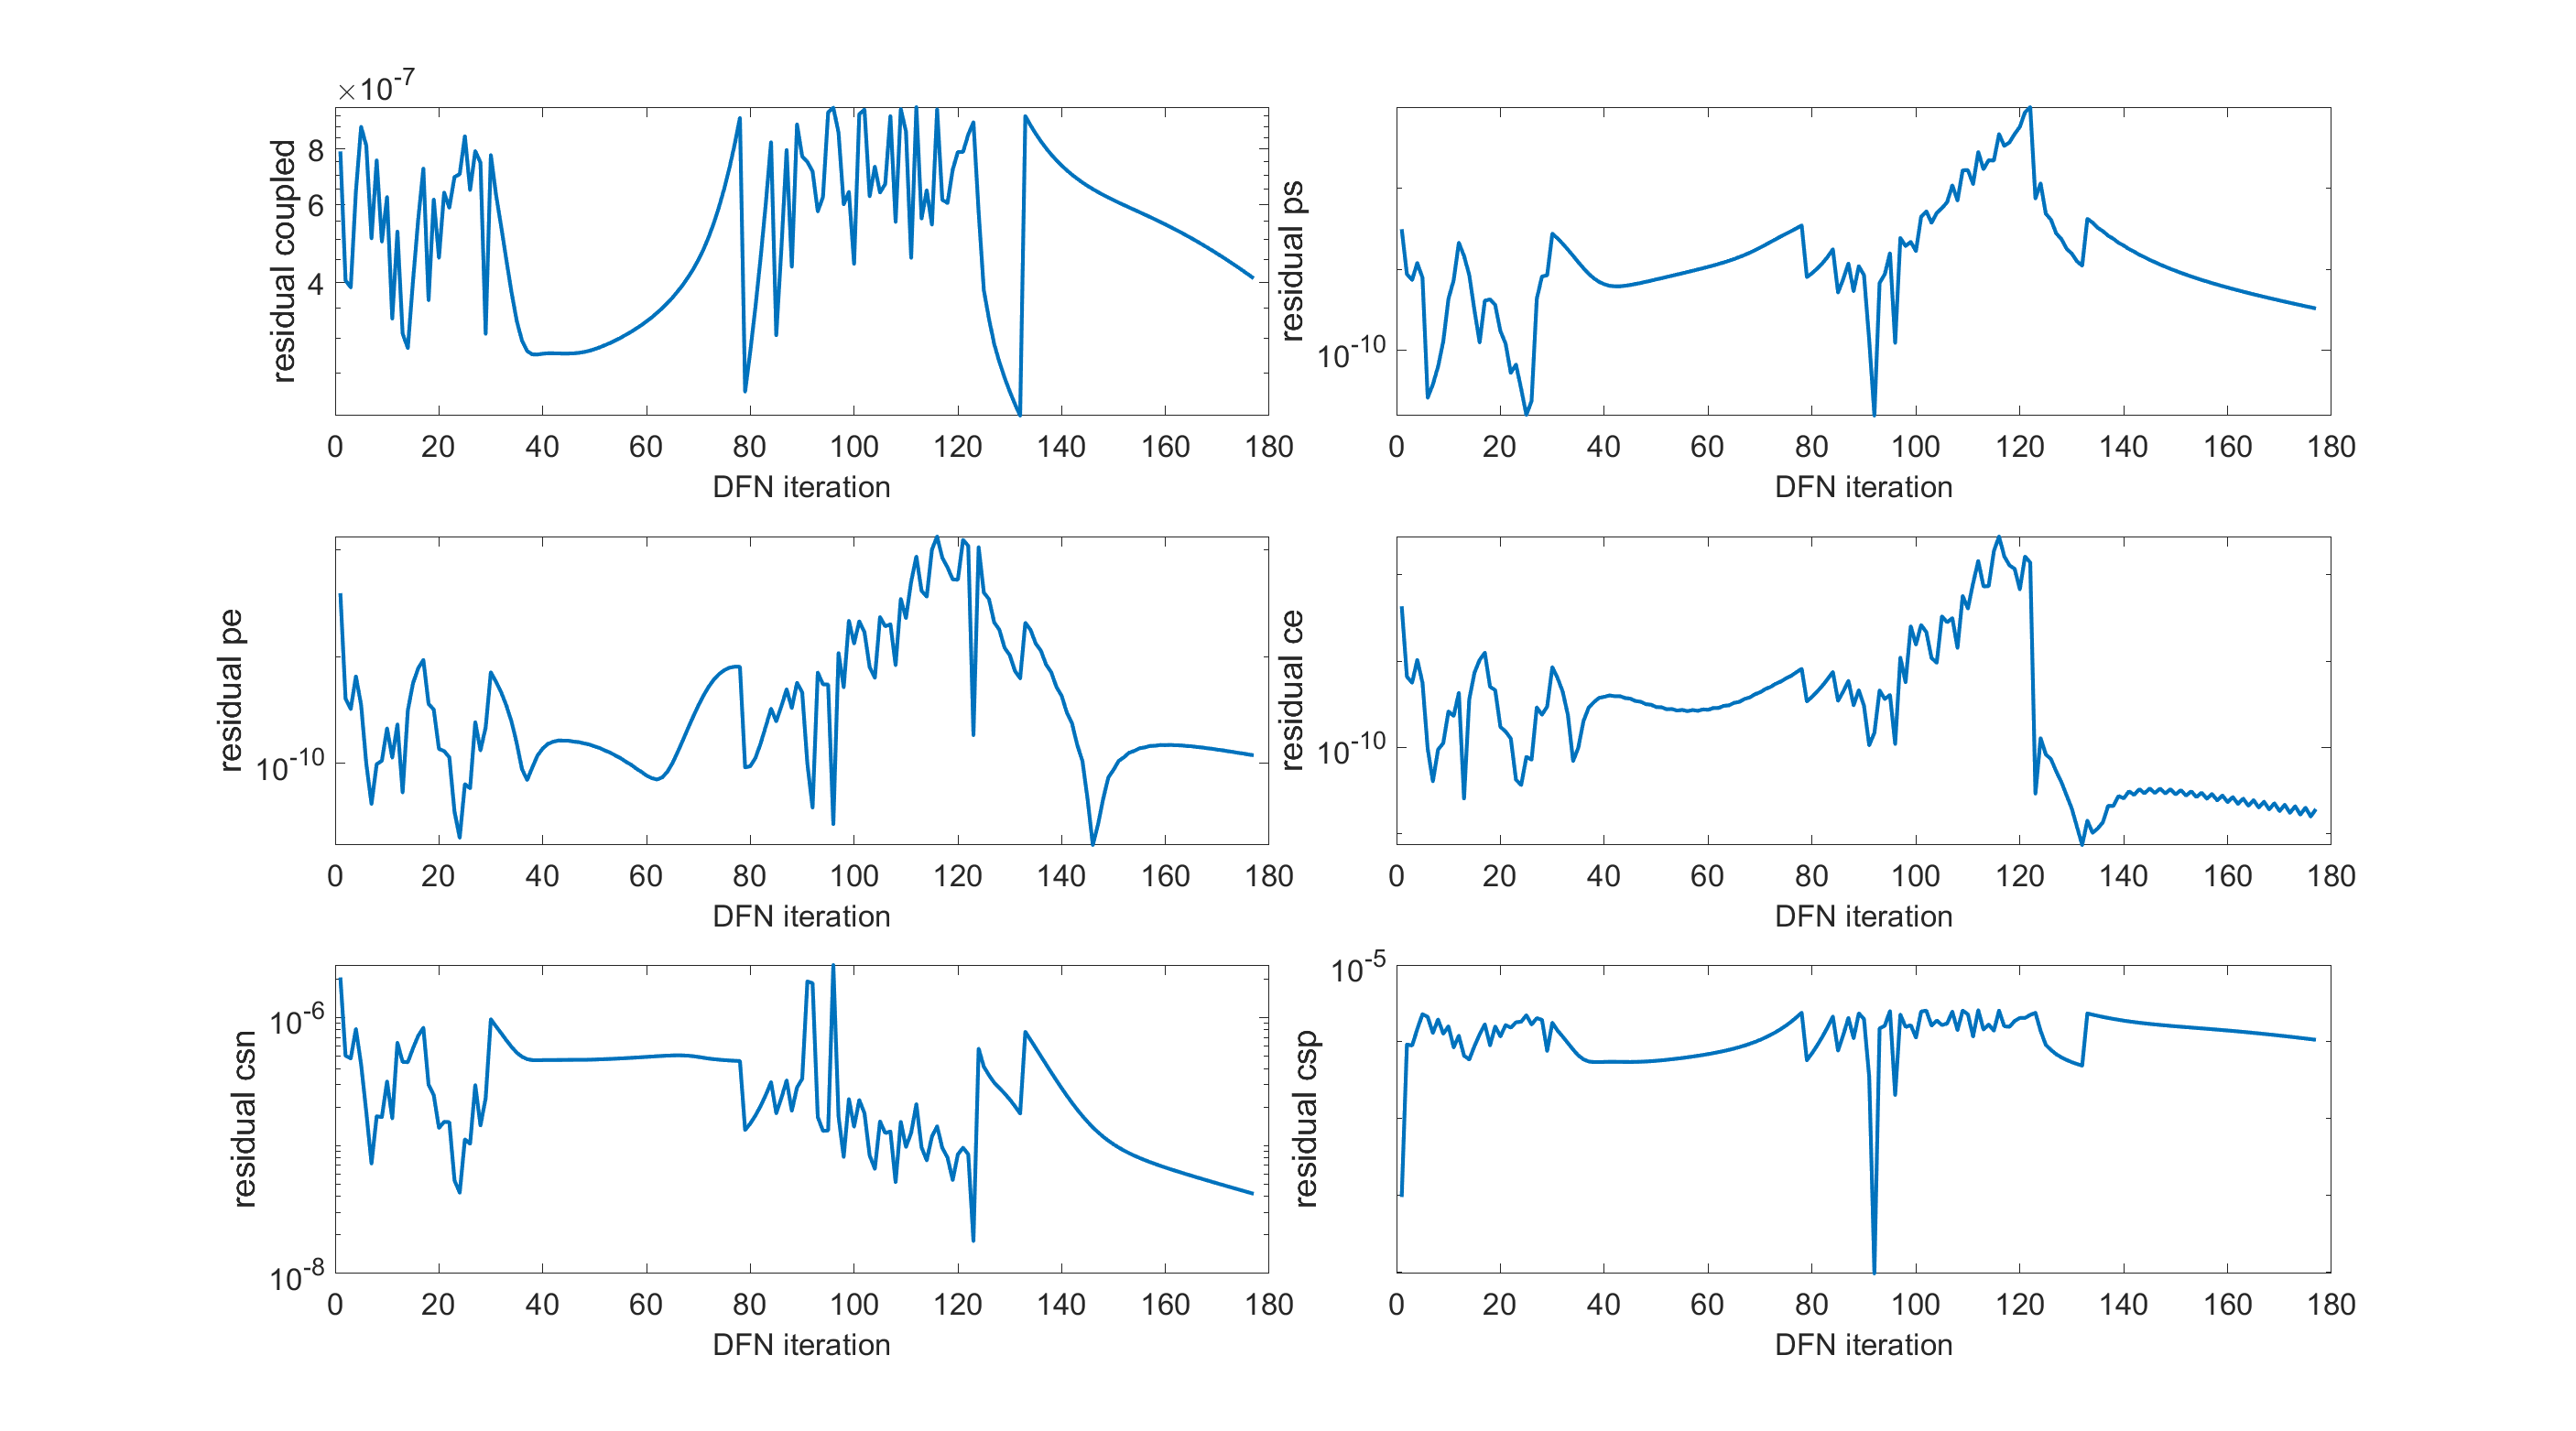 ×10-7
residual coupled
8
6
4
0 20 40 60 80 100 120 140 160 180
DFN iteration
residual ps
10-10
0 20 40 60 80 100 120 140 160 180
DFN iteration
residual pe
10-10
0 20 40 60 80 100 120 140 160 180
DFN iteration
residual ce
10-10
0 20 40 60 80 100 120 140 160 180
DFN iteration
residual csn
10-6
10-8
0 20 40 60 80 100 120 140 160 180
DFN iteration
residual csp
10-5
0 20 40 60 80 100 120 140 160 180
DFN iteration